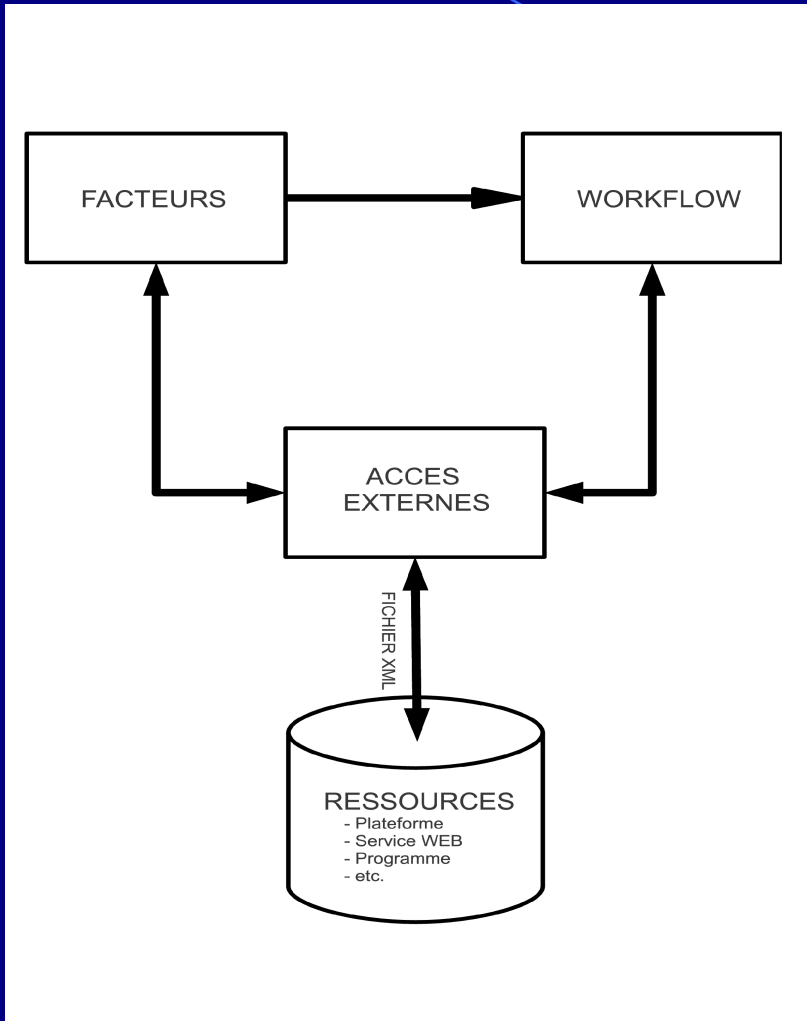 FACTEURS
WORKFLOW
ACCES
EXTERNES
FICHIER XML
RESSOURCES
- Plateforme
- Service WEB
- Programme
- etc.